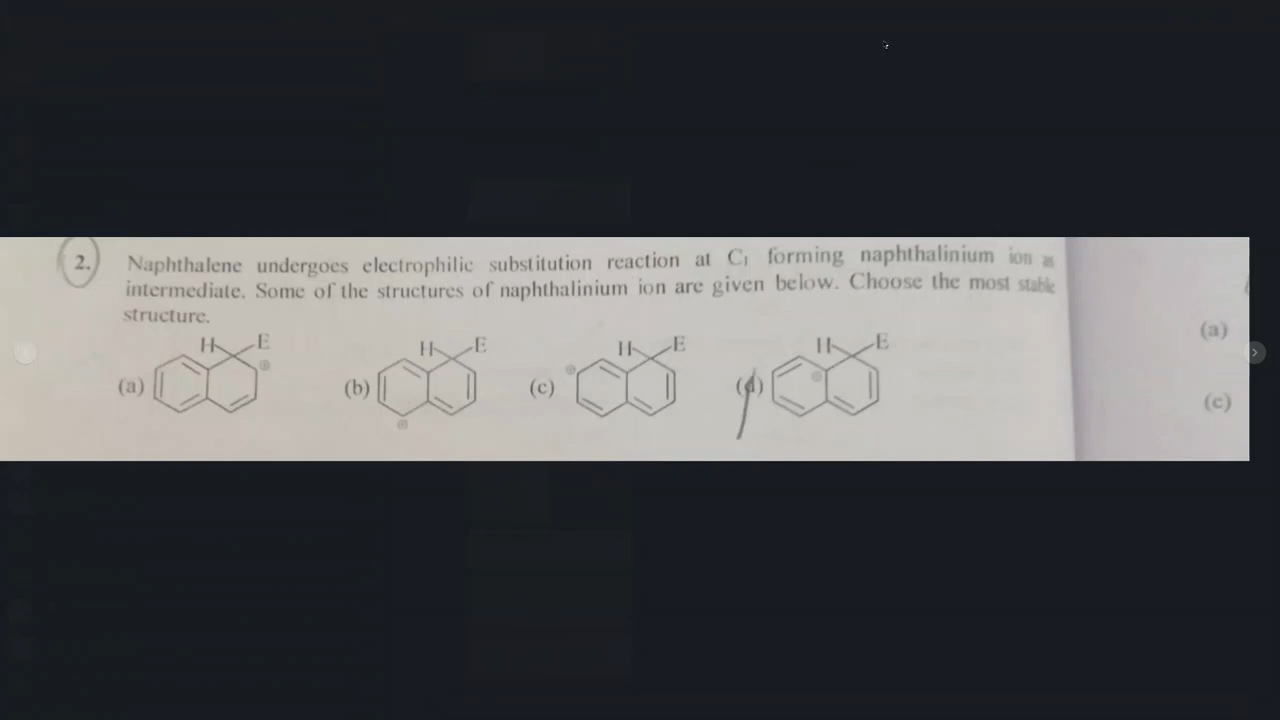 2. Naphthalene undergoes electrophilic substitution reaction at C₁ forming naphthalinium ion as
intermediate. Some of the structures of naphthalinium ion are given below. Choose the most stable
structure.
H E ⊕ H E H E ⊕ H E ⊕
(a) (b) (c) (d)
⊕
(a)
(c)